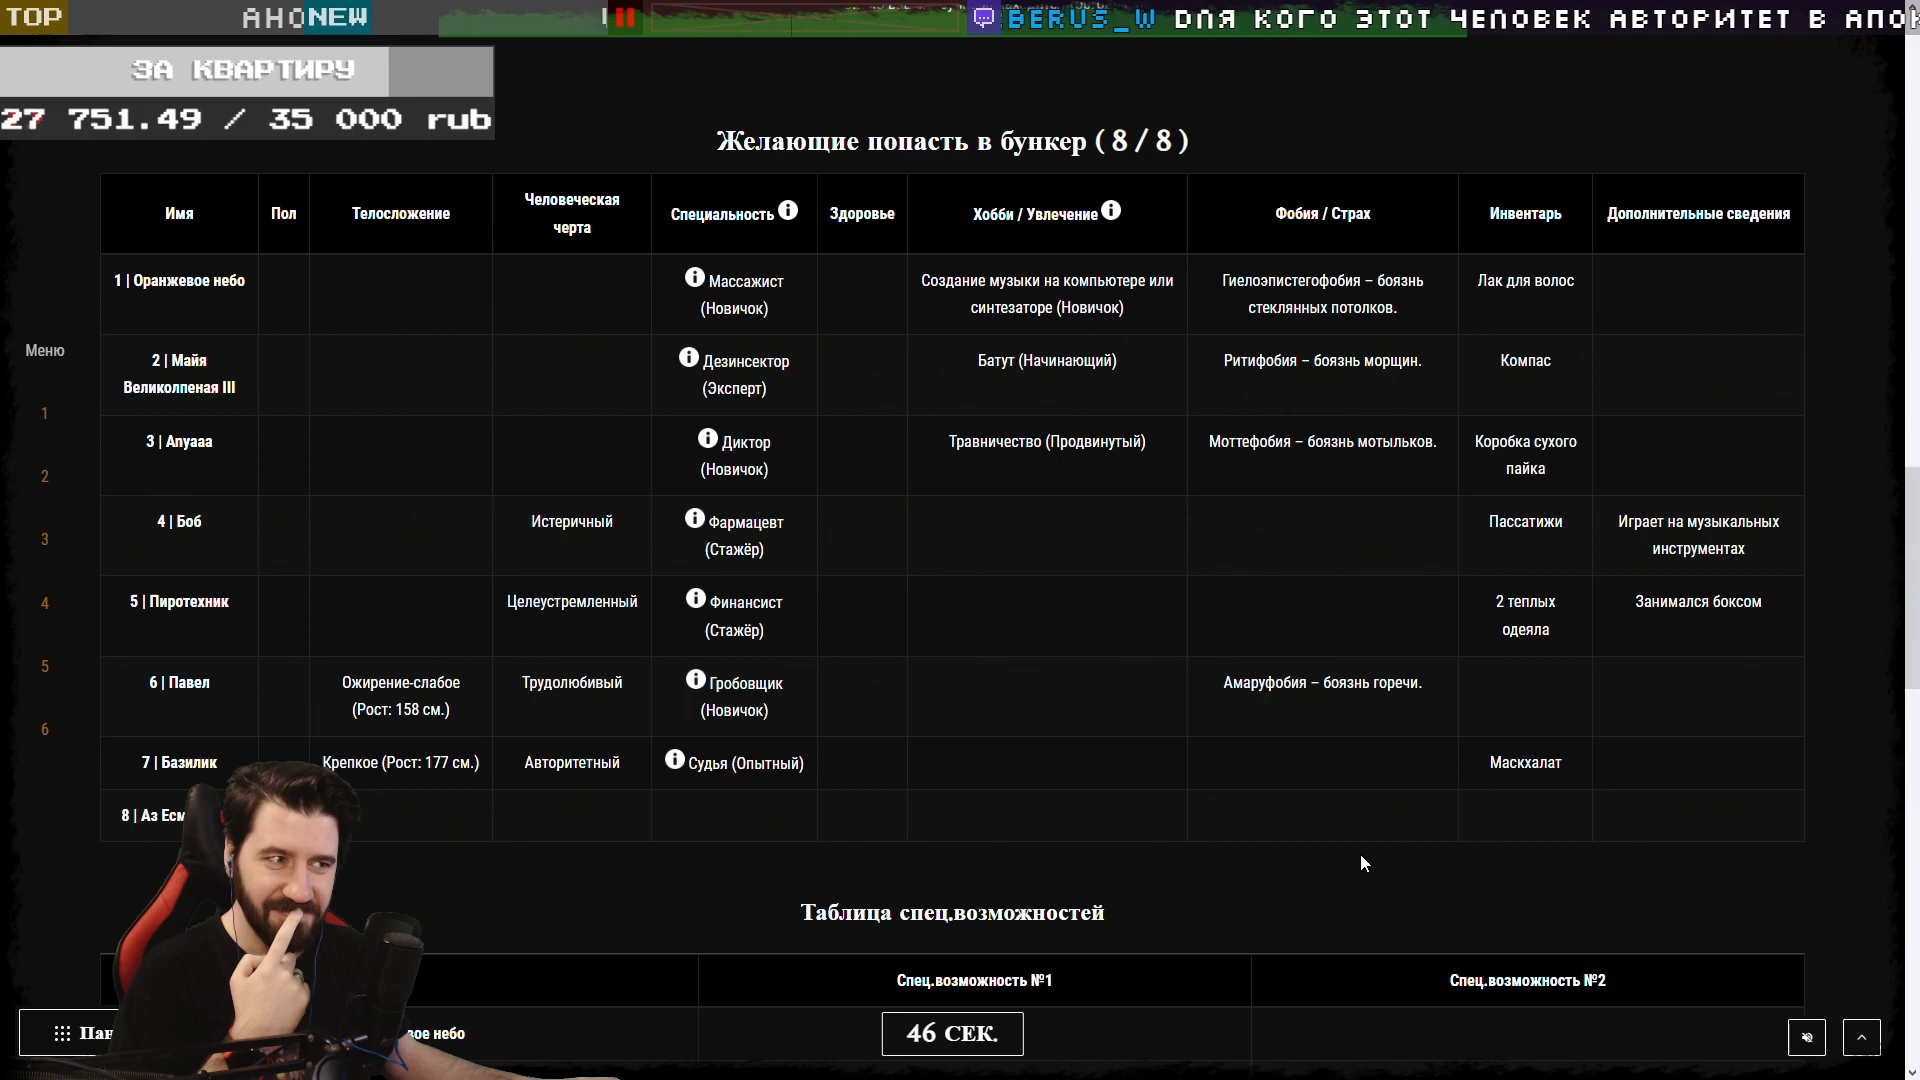 TOP
NEW
BERUS_W ДЛЯ КОГО ЭТОТ ЧЕЛОВЕК АВТОРИТЕТ В
ЗА КВАРТИРУ
27 751.49 / 35 000 rub
Желающие попасть в бункер (8/8)
Имя Пол Телосложение Человеческая черта Специальность Здоровье Хобби / Увлечение Фобия / Страх Инвентарь Дополнительные сведения
1 | Оранжевое небо Массажист (Новичок) Создание музыки на компьютере или синтезаторе (Новичок) Гиелоэпистегофобия – боязнь стеклянных потолков. Лак для волос
Меню
2 | Майя Великолпеная III Дезинсектор (Эксперт) Батут (Начинающий) Ритифобия – боязнь морщин. Компас
1
3 | Anyaaa Диктор (Новичок) Травничество (Продвинутый) Моттефобия – боязнь мотыльков. Коробка сухого пайка
2
4 | Боб Истеричный Фармацевт (Стажёр) Пассатижи Играет на музыкальных инструментах
3
5 | Пиротехник Целеустремленный Финансист (Стажёр) 2 теплых одеяла Занимался боксом
4
6 | Павел Ожирение-слабое (Рост: 158 см.) Трудолюбивый Гробовщик (Новичок) Амаруфобия – боязнь горечи.
5
6
7 | Базилик Крепкое (Рост: 177 см.) Авторитетный Судья (Опытный) Маскхалат
8 | Аз
Таблица спец.возможностей
Спец.возможность №1 Спец.возможность №2
небо
46 СЕК.